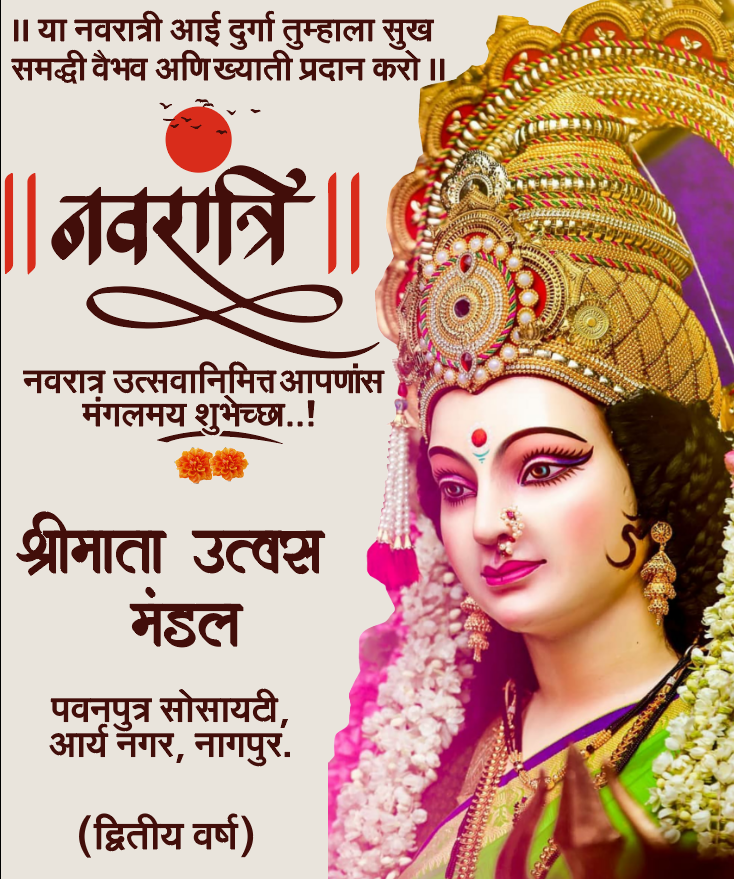 ॥ या नवरात्री आई दुर्गा तुम्हाला सुख
समद्धी वैभव अणिख्याती प्रदान करो ॥
॥ नवरात्रि ॥
नवरात्र उत्सवानिमित्त आपणांस
मंगलमय शुभेच्छा..!
श्रीमाता उत्वस
मंडल
पवनपुत्र सोसायटी,
आर्य नगर, नागपुर.
(द्वितीय वर्ष)